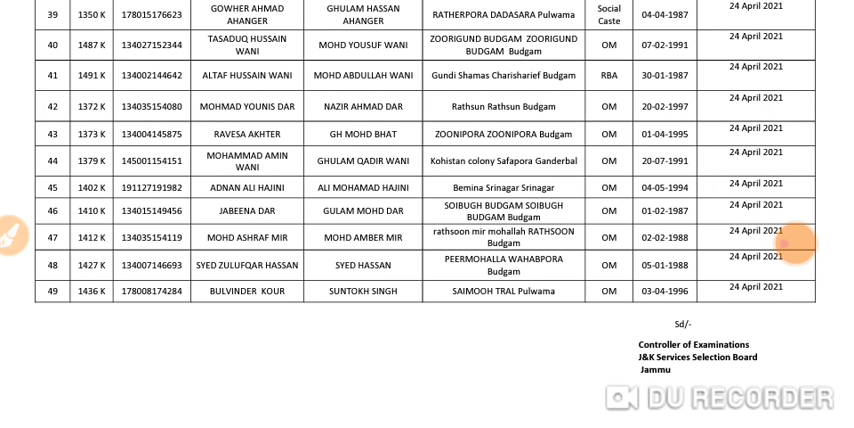 39 1350 K 178015176623 GOWHER AHMAD AHANGER GHULAM HASSAN AHANGER RATHERPORA DADASARA Pulwama Social Caste 04-04-1987 24 April 2021
40 1487 K 134027152344 TASADUQ HUSSAIN WANI MOHD YOUSUF WANI ZOORIGUND BUDGAM ZOORIGUND BUDGAM Budgam OM 07-02-1991 24 April 2021
41 1491 K 134002144642 ALTAF HUSSAIN WANI MOHD ABDULLAH WANI Gundi Shamas Charisharief Budgam RBA 30-01-1987 24 April 2021
42 1372 K 134035154080 MOHMAD YOUNIS DAR NAZIR AHMAD DAR Rathsun Rathsun Budgam OM 20-02-1997 24 April 2021
43 1373 K 134004145875 RAVESA AKHTER GH MOHD BHAT ZOONIPORA ZOONIPORA Budgam OM 01-04-1995 24 April 2021
44 1379 K 145001154151 MOHAMMAD AMIN WANI GHULAM QADIR WANI Kohistan colony Safapora Ganderbal OM 20-07-1991 24 April 2021
45 1402 K 191127191982 ADNAN ALI HAJINI ALI MOHAMAD HAJINI Bemina Srinagar Srinagar OM 04-05-1994 24 April 2021
46 1410 K 134015149456 JABEENA DAR GULAM MOHD DAR SOIBUGH BUDGAM SOIBUGH BUDGAM Budgam OM 01-02-1987 24 April 2021
47 1412 K 134035154119 MOHD ASHRAF MIR MOHD AMBER MIR rathsoon mir mohallah RATHSOON Budgam OM 02-02-1988 24 April 2021
48 1427 K 134007146693 SYED ZULUFQAR HASSAN SYED HASSAN PEERMOHALLA WAHABPORA Budgam OM 05-01-1988 24 April 2021
49 1436 K 178008174284 BULVINDER KOUR SUNTOKH SINGH SAIMOOH TRAL Pulwama OM 03-04-1996 24 April 2021
Sd/-
Controller of Examinations
J&K Services Selection Board
Jammu
DU RECORDER